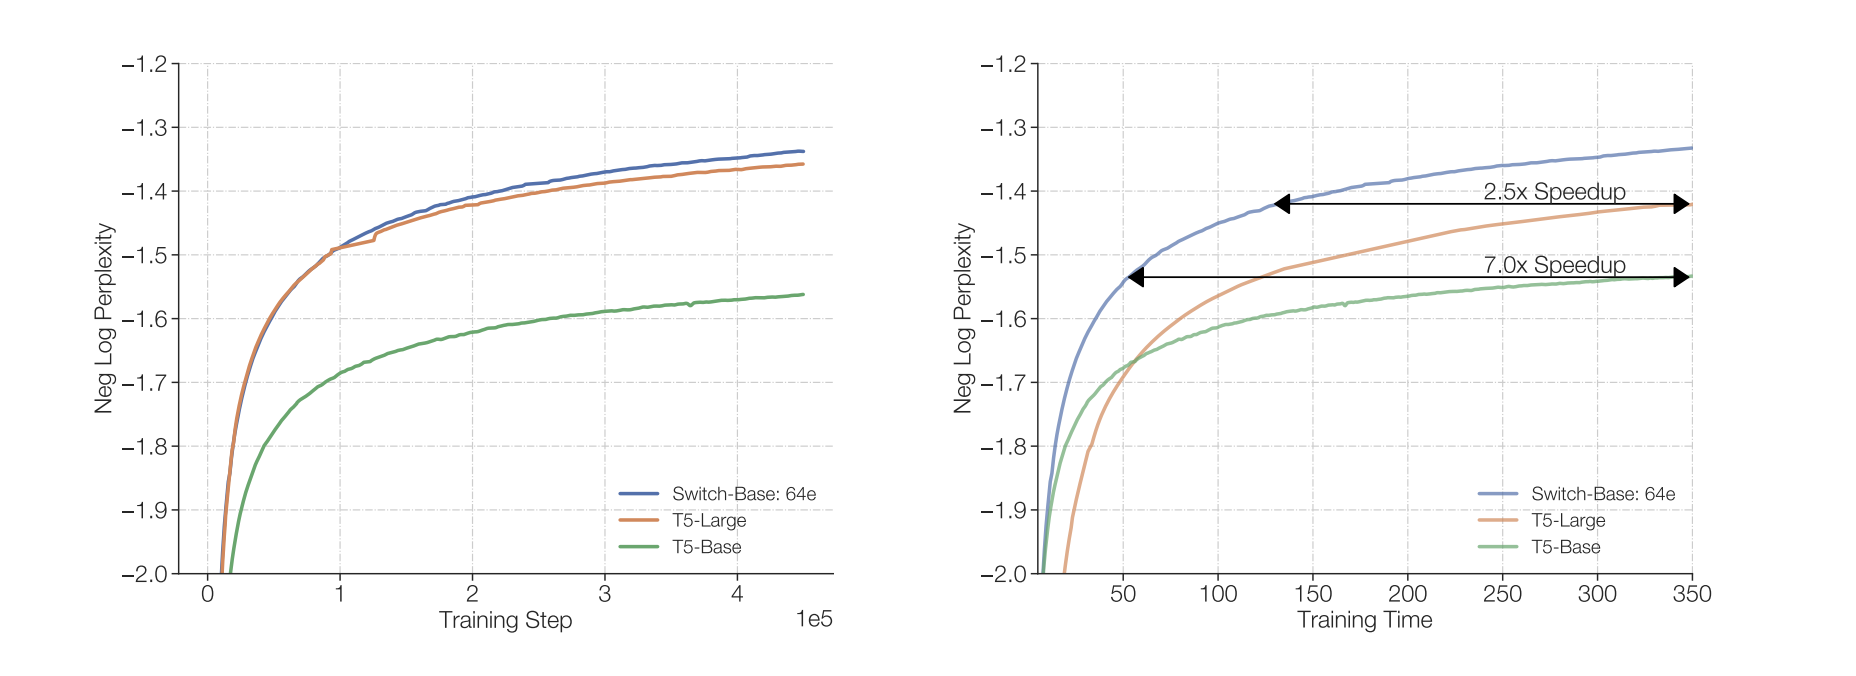 −1.2
−1.3
−1.4
−1.5
−1.6
−1.7
−1.8
−1.9
−2.0
Neg Log Perplexity
0 1 2 3 4
Training Step
1e5
Switch-Base: 64e
T5-Large
T5-Base
−1.2
−1.3
−1.4
−1.5
−1.6
−1.7
−1.8
−1.9
−2.0
Neg Log Perplexity
2.5x Speedup
7.0x Speedup
Switch-Base: 64e
T5-Large
T5-Base
50 100 150 200 250 300 350
Training Time